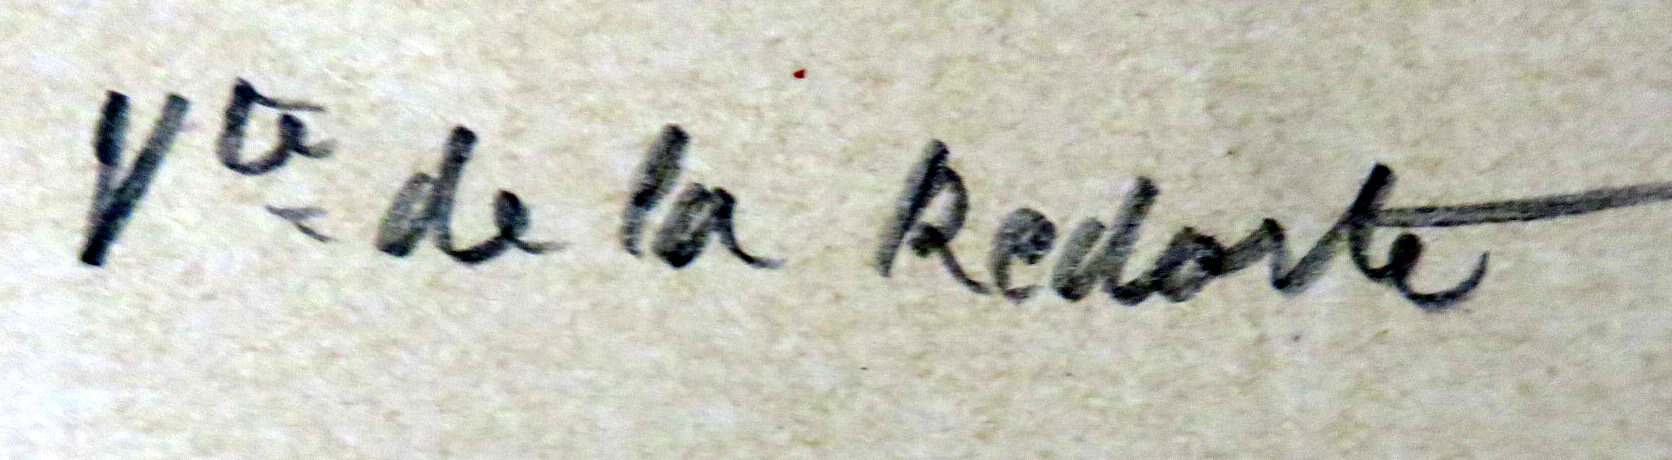 Vte de la Redorte